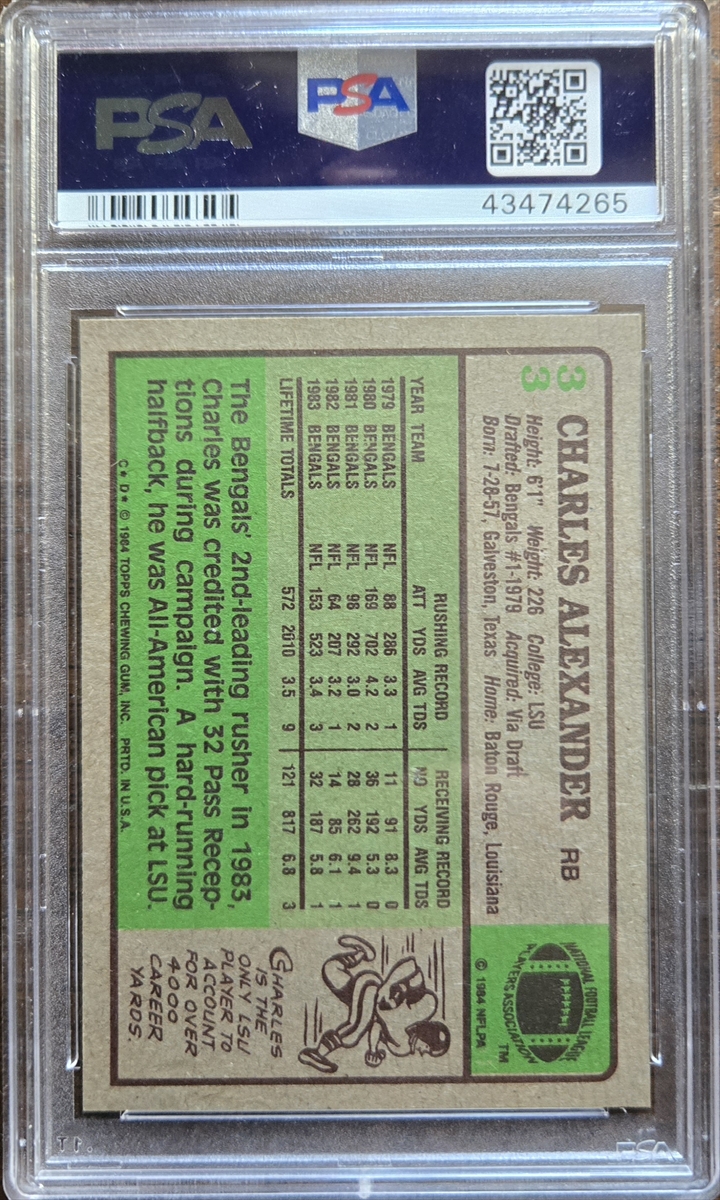 PSA
PSA
43474265
33
CHARLES ALEXANDER RB
Height: 6'1" Weight: 226 College: LSU
Drafted: Bengals #1-1979 Acquired: Via Draft
Born: 7-28-57, Galveston, Texas Home: Baton Rouge, Louisiana
NATIONAL FOOTBALL LEAGUE
PLAYERS ASSOCIATION
TM
© 1984 NFLPA
RUSHING RECORD RECEIVING RECORD
YEAR TEAM ATT YDS AVG TDS NO YDS AVG TDS
1979 BENGALS NFL 88 286 3.3 1 11 91 8.3 0
1980 BENGALS NFL 169 702 4.2 2 36 192 5.3 0
1981 BENGALS NFL 98 292 3.0 2 28 262 9.4 1
1982 BENGALS NFL 64 207 3.2 1 14 85 6.1 1
1983 BENGALS NFL 153 523 3.4 3 32 187 5.8 1
LIFETIME TOTALS 572 2010 3.5 9 121 817 6.8 3
The Bengals' 2nd-leading rusher in 1983,
Charles was credited with 32 Pass Recep-
tions during campaign. A hard-running
halfback, he was All-American pick at LSU.
CHARLES
IS THE
ONLY LSU
PLAYER TO
ACCOUNT
FOR OVER
4,000
CAREER
YARDS.
C★ D★ © 1984 TOPPS CHEWING GUM, INC. PRTD. IN U.S.A.
PSA